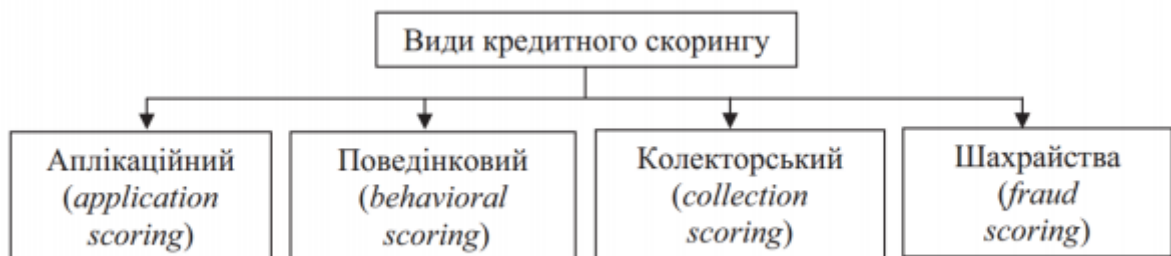 Види кредитного скорингу
Аплікаційний
(application
scoring)
Поведінковий
(behavioral
scoring)
Колекторський
(collection
scoring)
Шахрайства
(fraud
scoring)